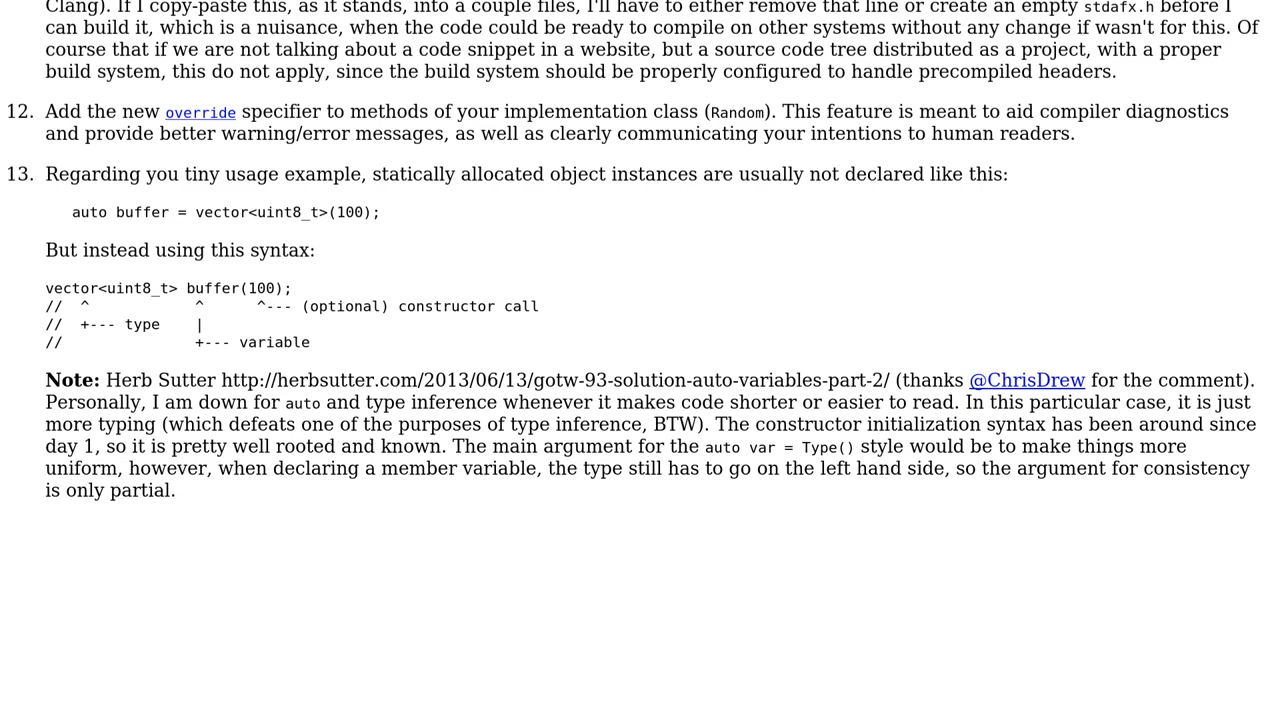 Clang). If I copy-paste this, as it stands, into a couple files, I'll have to either remove that line or create an empty stdafx.h before I
can build it, which is a nuisance, when the code could be ready to compile on other systems without any change if wasn't for this. Of
course that if we are not talking about a code snippet in a website, but a source code tree distributed as a project, with a proper
build system, this do not apply, since the build system should be properly configured to handle precompiled headers.
12. Add the new override specifier to methods of your implementation class (Random). This feature is meant to aid compiler diagnostics
and provide better warning/error messages, as well as clearly communicating your intentions to human readers.
13. Regarding you tiny usage example, statically allocated object instances are usually not declared like this:
auto buffer = vector<uint8_t>(100);
But instead using this syntax:
vector<uint8_t> buffer(100);
//  ^            ^      ^--- (optional) constructor call
//  +--- type    |
//               +--- variable
Note: Herb Sutter http://herbsutter.com/2013/06/13/gotw-93-solution-auto-variables-part-2/ (thanks @ChrisDrew for the comment).
Personally, I am down for auto and type inference whenever it makes code shorter or easier to read. In this particular case, it is just
more typing (which defeats one of the purposes of type inference, BTW). The constructor initialization syntax has been around since
day 1, so it is pretty well rooted and known. The main argument for the auto var = Type() style would be to make things more
uniform, however, when declaring a member variable, the type still has to go on the left hand side, so the argument for consistency
is only partial.